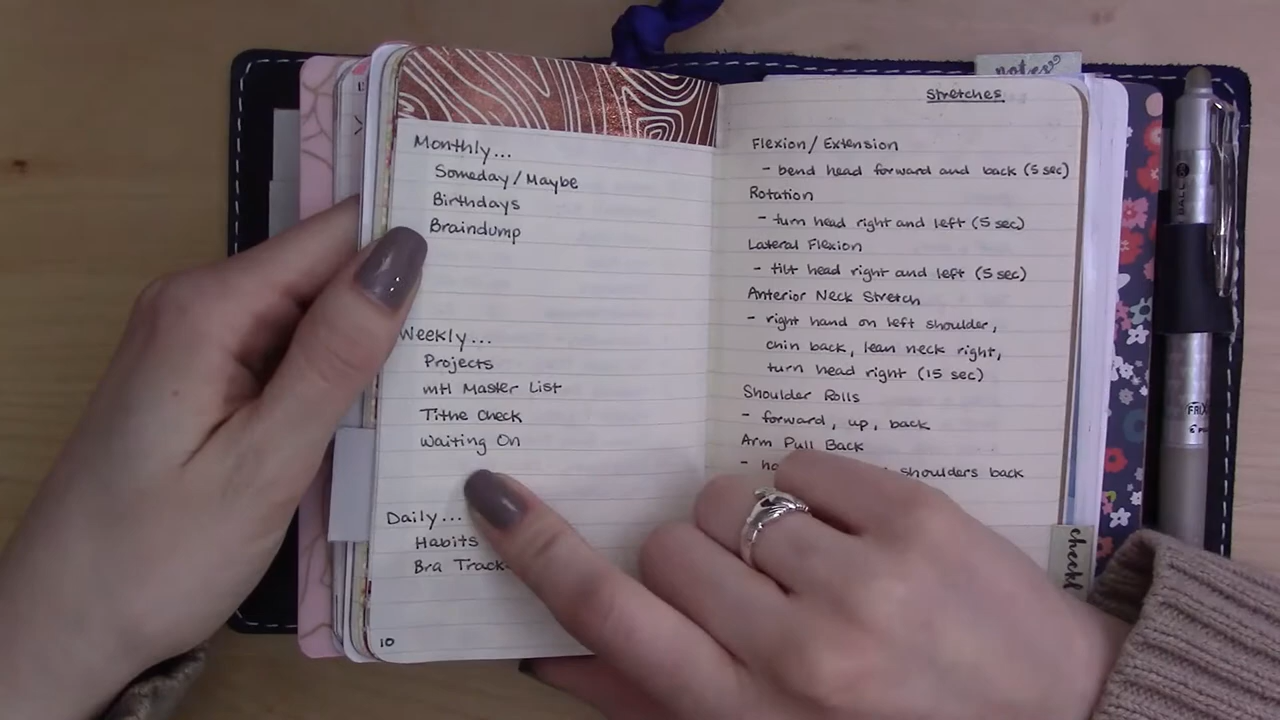 Monthly...
Someday/Maybe
Birthdays
Braindump
Weekly...
Projects
mtl Master List
Tithe Check
Waiting On
Daily...
Habits
Bra
10
notes
Stretches
Flexion/Extension
- bend head forward and back (5 sec)
Rotation
- turn head right and left (5 sec)
Lateral Flexion
- tilt head right and left (5 sec)
Anterior Neck Stretch
- right hand on left shoulder,
chin back, lean neck right,
turn head right (15 sec)
Shoulder Rolls
- forward, up, back
Arm Pull Back
- shoulders back
BALL